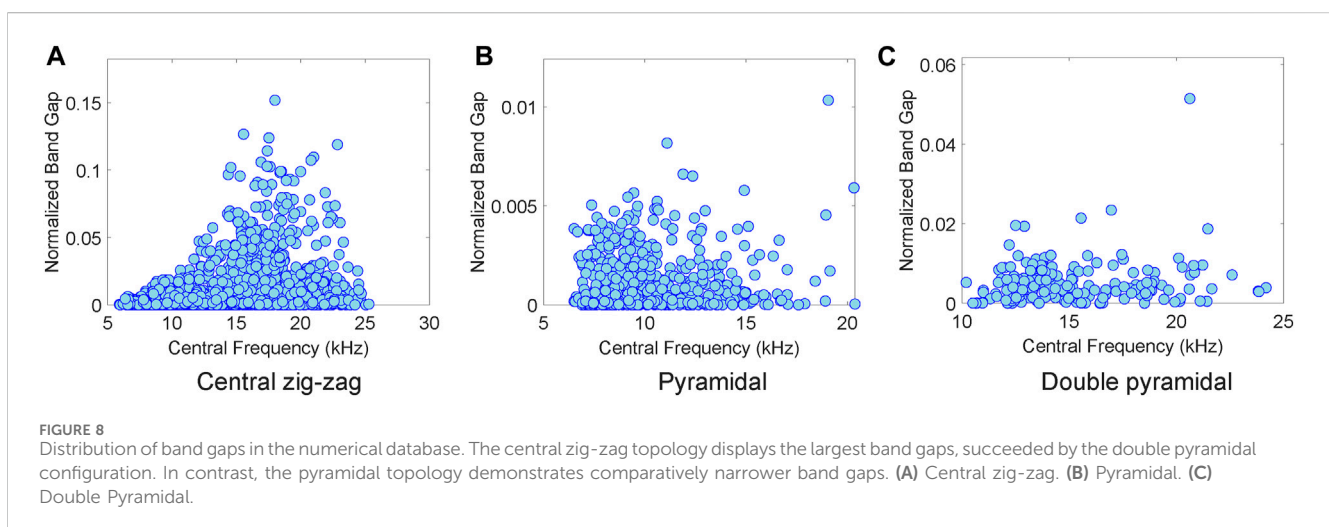 A
Normalized Band Gap
0.15
0.1
0.05
0
5
10
15
20
25
30
Central Frequency (kHz)
Central zig-zag
B
Normalized Band Gap
0.01
0.005
0
5
10
15
20
Central Frequency (kHz)
Pyramidal
C
Normalized Band Gap
0.06
0.04
0.02
0
10
15
20
25
Central Frequency (kHz)
Double pyramidal
FIGURE 8
Distribution of band gaps in the numerical database. The central zig-zag topology displays the largest band gaps, succeeded by the double pyramidal
configuration. In contrast, the pyramidal topology demonstrates comparatively narrower band gaps. (A) Central zig-zag. (B) Pyramidal. (C)
Double Pyramidal.